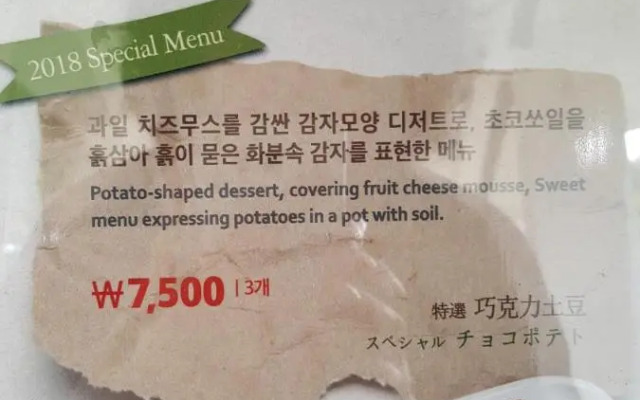 2018 Special Menu
과일 치즈무스를 감싼 감자모양 디저트로, 초코쏘일을
흙삼아 흙이 묻은 화분속 감자를 표현한 메뉴
Potato-shaped dessert, covering fruit cheese mousse, Sweet
menu expressing potatoes in a pot with soil.
₩7,500 | 3개
特選 巧克力土豆
スペシャル チョコポテト